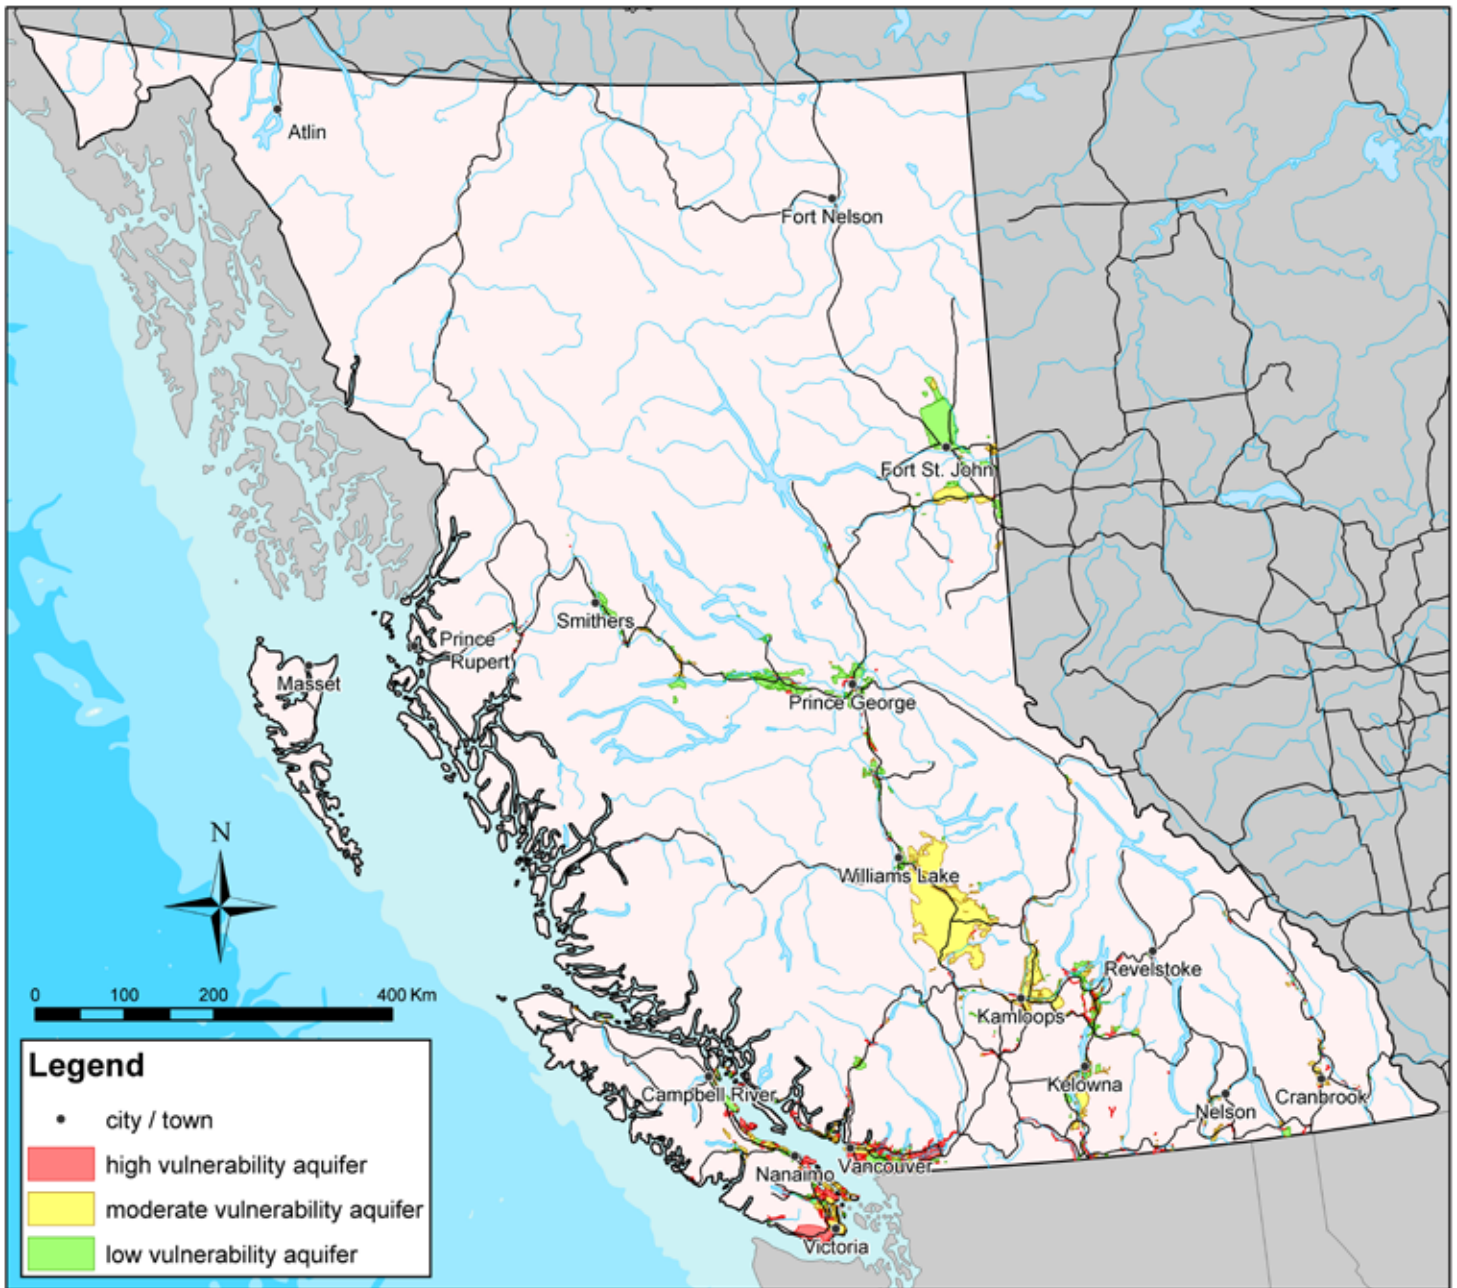 Atlin
Fort Nelson
Fort St. John
Smithers
Prince
Rupert
Masset
Prince George
Williams Lake
N
Revelstoke
0 100 200 400 Km
Kamloops
Legend
Campbell River
Kelowna
Nelson
Cranbrook
city / town
high vulnerability aquifer
Nanaimo
Vancouver
moderate vulnerability aquifer
Victoria
low vulnerability aquifer